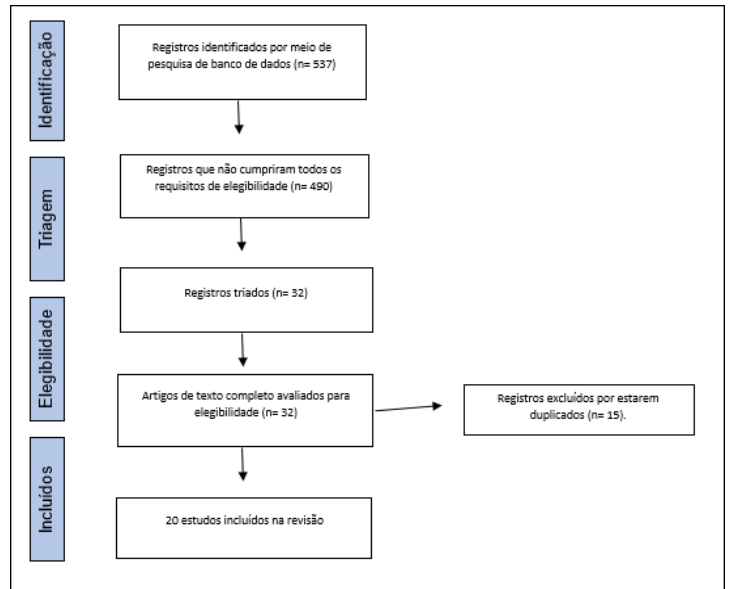 Identificação
Registros identificados por meio de
pesquisa de banco de dados (n= 537)
Triagem
Registros que não cumpriram todos os
requisitos de elegibilidade (n= 490)
Registros triados (n= 32)
Elegibilidade
Artigos de texto completo avaliados para
elegibilidade (n= 32)
Registros excluídos por estarem
duplicados (n= 15).
Incluídos
20 estudos incluídos na revisão